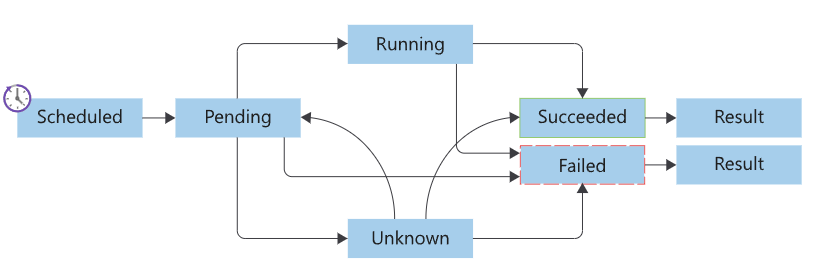 Running
Scheduled
Pending
Succeeded
Result
Failed
Result
Unknown